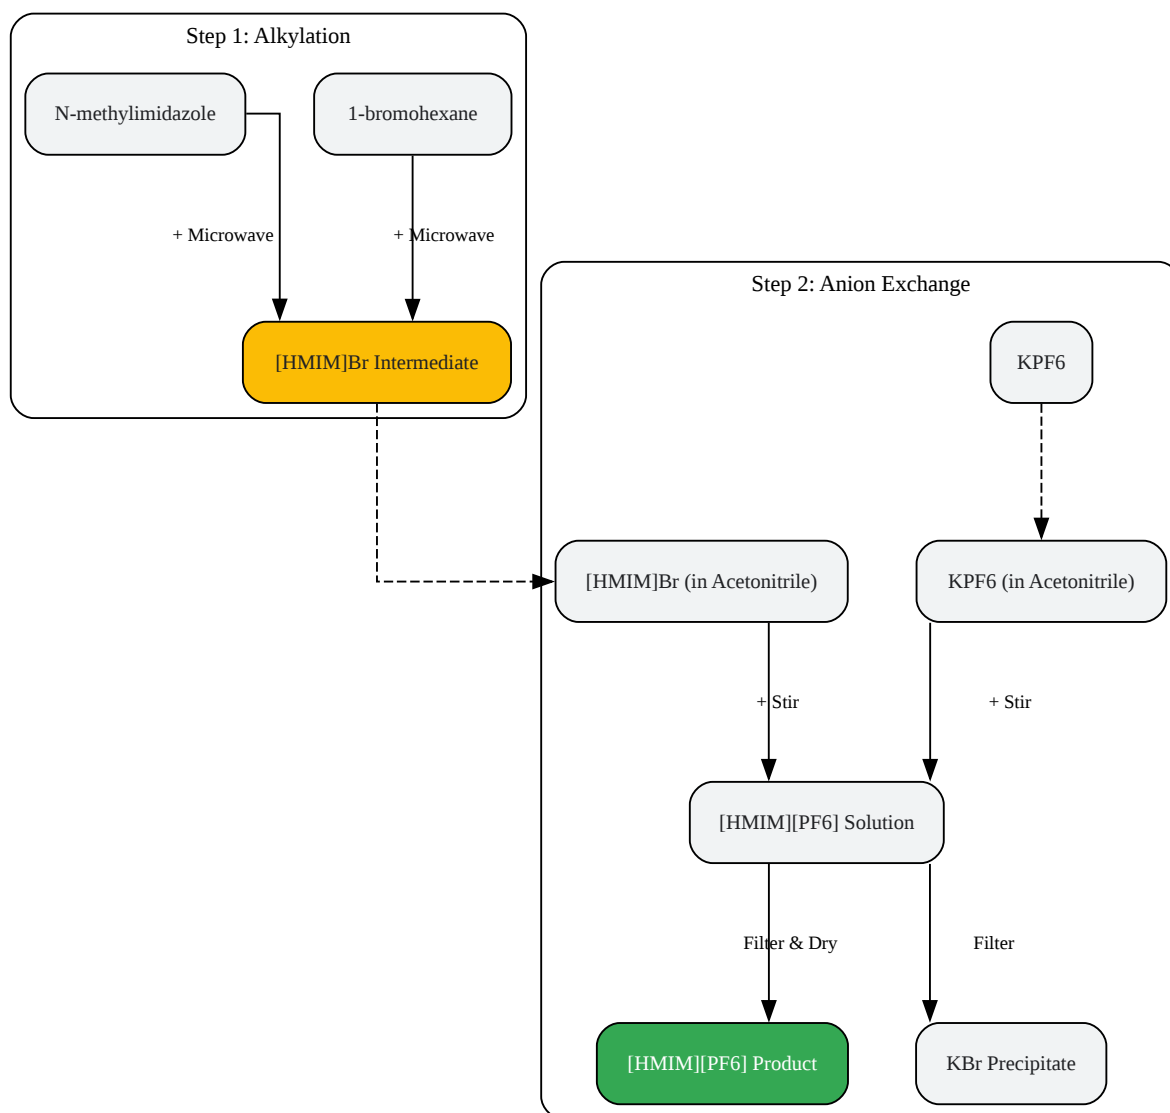 Step 1: Alkylation
N-methylimidazole
1-bromohexane
+ Microwave
+ Microwave
[HMIM]Br Intermediate
Step 2: Anion Exchange
KPF6
[HMIM]Br (in Acetonitrile)
KPF6 (in Acetonitrile)
+ Stir
+ Stir
[HMIM][PF6] Solution
Filter & Dry
Filter
[HMIM][PF6] Product
KBr Precipitate